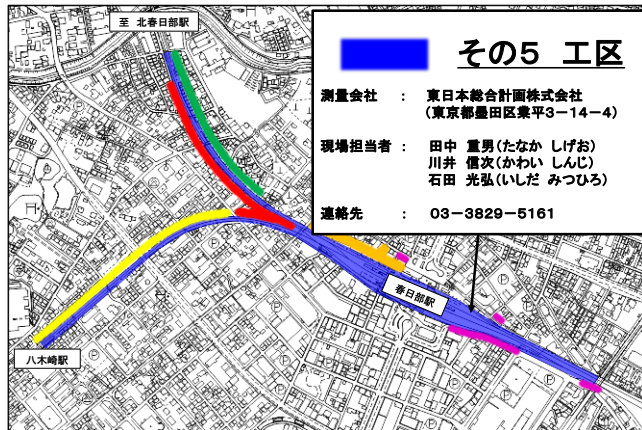 至 北春日部駅
その5 工区
測量会社 : 東日本総合計画株式会社
(東京都墨田区業平3-14-4)
現場担当者 : 田中 重男(たなか しげお)
川井 信次(かわい しんじ)
石田 光弘(いしだ みつひろ)
連絡先 : 03-3829-5161
春日部駅
八木崎駅